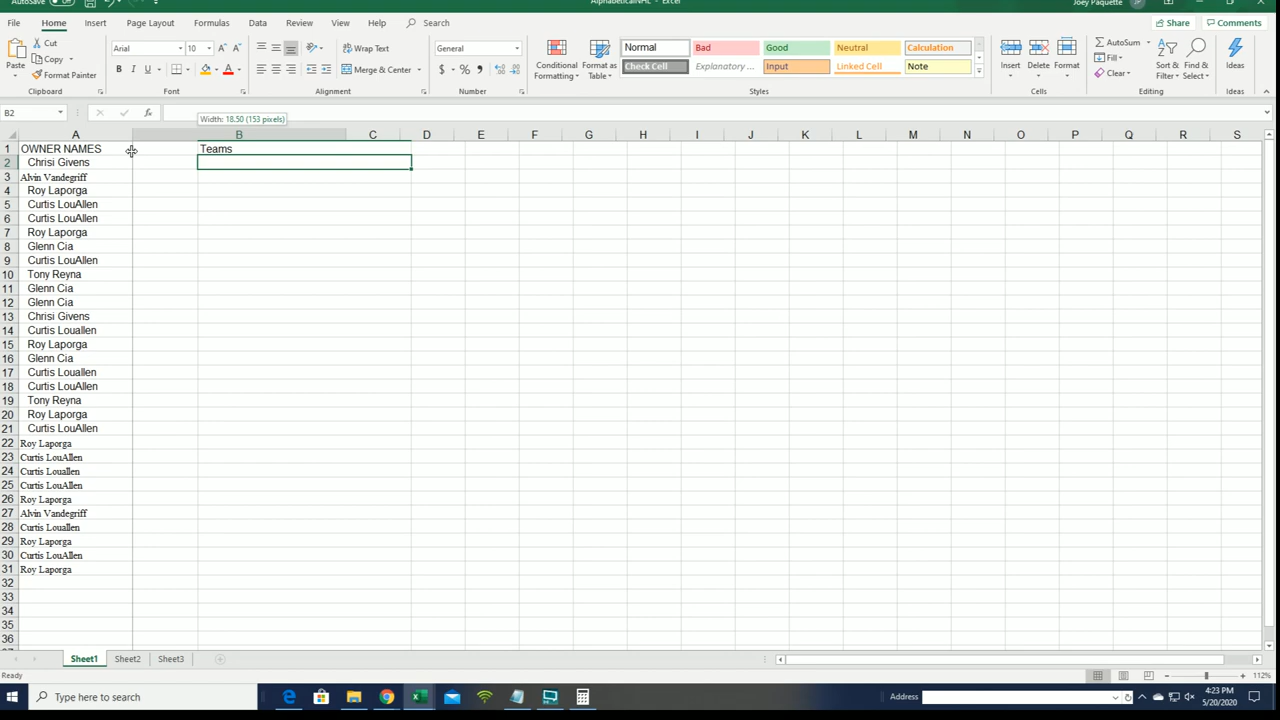 AutoSave Off
AlphabeticalNHL - Excel
Joey Paquette JP
File Home Insert Page Layout Formulas Data Review View Help Search
Share Comments
Paste Cut Copy Format Painter
Arial 10
B I U
Wrap Text
Merge & Center
General
$ % ,
Conditional Formatting
Format as Table
Normal Bad Good Neutral Calculation
Check Cell Explanatory ... Input Linked Cell Note
Insert Delete Format
AutoSum
Fill
Clear
Sort & Filter
Find & Select
Ideas
Clipboard Font Alignment Number Styles Cells Editing Ideas
B2 fx
Width: 18.50 (153 pixels)
A B C D E F G H I J K L M N O P Q R S
1 OWNER NAMES Teams
2 Chrisi Givens
3 Alvin Vandegriff
4 Roy Laporga
5 Curtis LouAllen
6 Curtis LouAllen
7 Roy Laporga
8 Glenn Cia
9 Curtis LouAllen
10 Tony Reyna
11 Glenn Cia
12 Glenn Cia
13 Chrisi Givens
14 Curtis Louallen
15 Roy Laporga
16 Glenn Cia
17 Curtis Louallen
18 Curtis LouAllen
19 Tony Reyna
20 Roy Laporga
21 Curtis LouAllen
22 Roy Laporga
23 Curtis LouAllen
24 Curtis Louallen
25 Curtis LouAllen
26 Roy Laporga
27 Alvin Vandegriff
28 Curtis Louallen
29 Roy Laporga
30 Curtis LouAllen
31 Roy Laporga
32
33
34
35
36
Sheet1 Sheet2 Sheet3
Ready
112%
Type here to search
Address
4:23 PM
5/20/2020